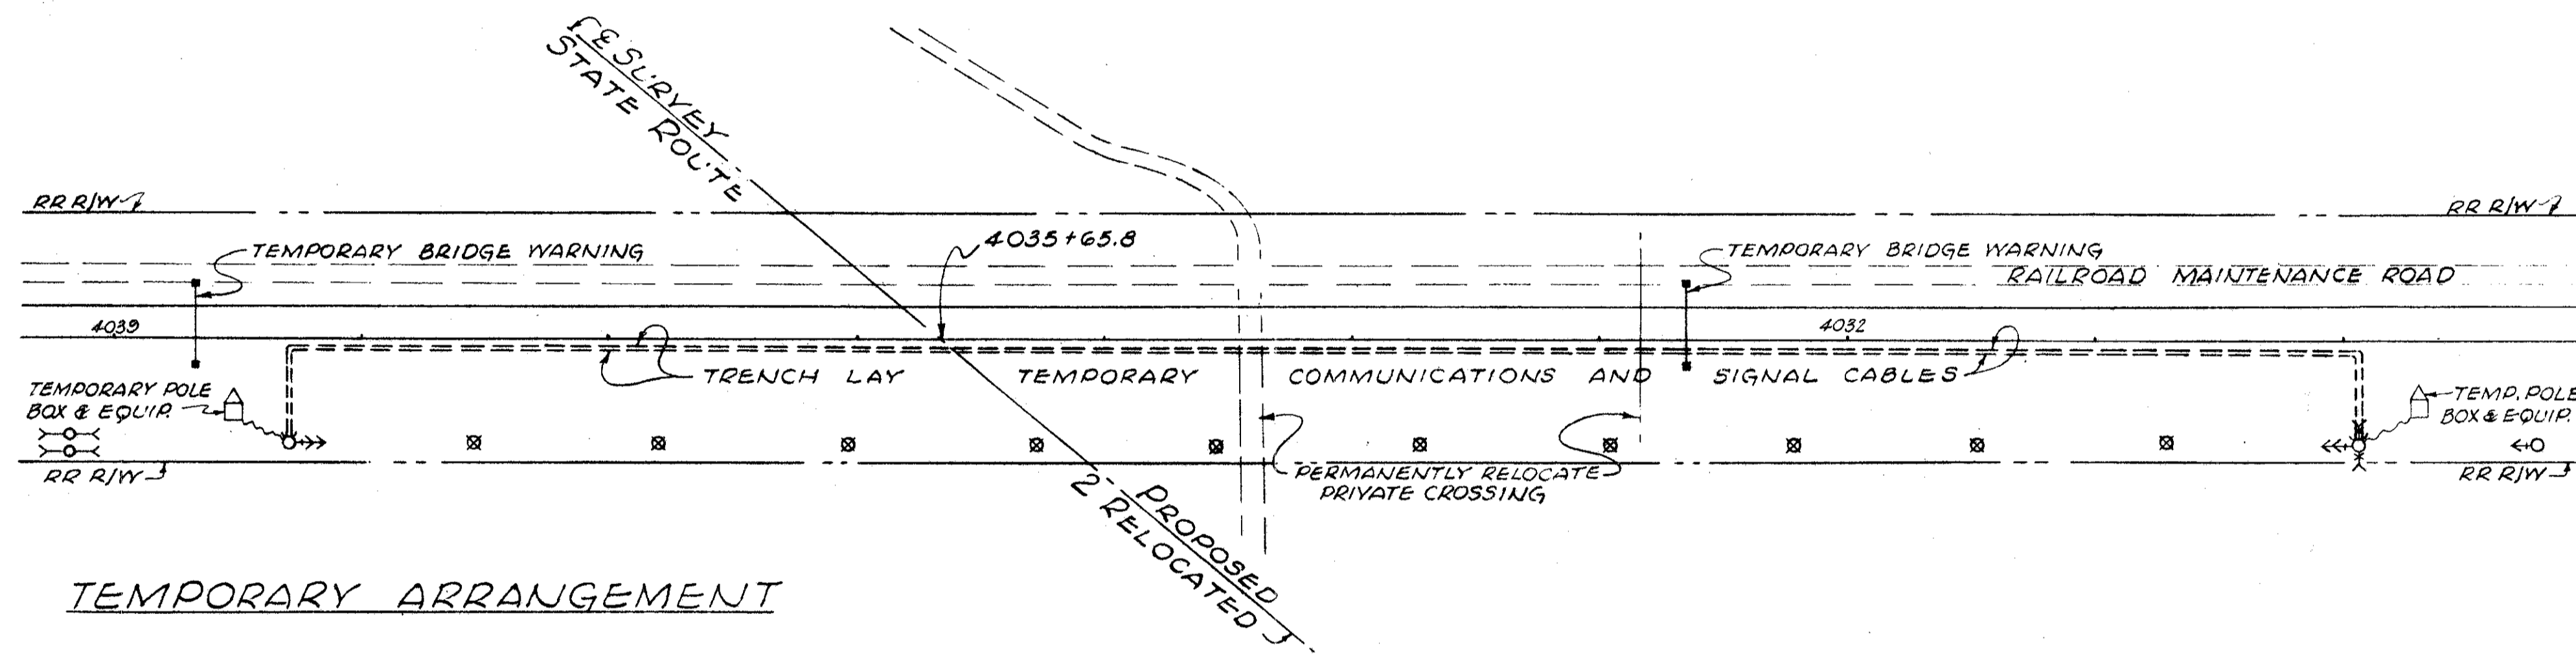 ℄ SURVEY
STATE ROUTE
PROPOSED
2 RELOCATED
RR R/W
RR R/W
TEMPORARY BRIDGE WARNING
4035+65.8
TEMPORARY BRIDGE WARNING
RAILROAD MAINTENANCE ROAD
4039
4032
TRENCH LAY TEMPORARY COMMUNICATIONS AND SIGNAL CABLES
TEMPORARY POLE
BOX & EQUIP.
TEMP. POLE
BOX & EQUIP.
RR R/W
PERMANENTLY RELOCATE
PRIVATE CROSSING
RR R/W
TEMPORARY ARRANGEMENT